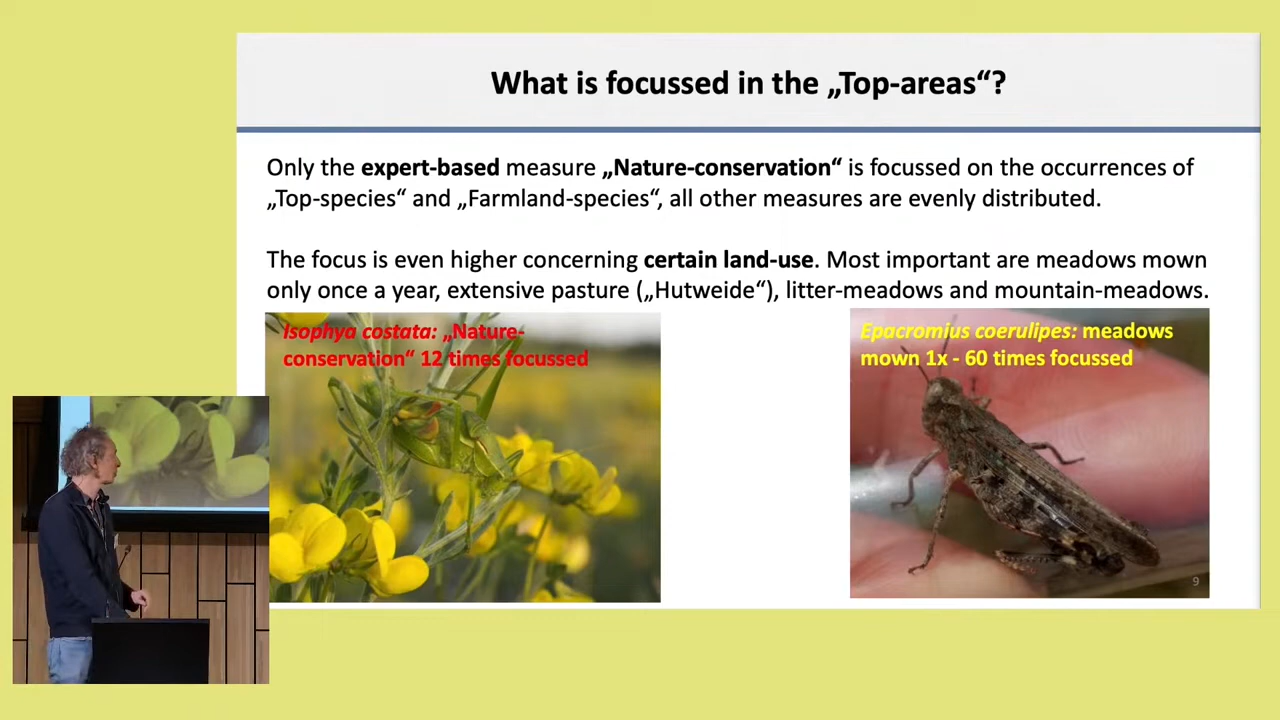 What is focussed in the „Top-areas“?
Only the expert-based measure „Nature-conservation“ is focussed on the occurrences of
„Top-species“ and „Farmland-species“, all other measures are evenly distributed.
The focus is even higher concerning certain land-use. Most important are meadows mown
only once a year, extensive pasture („Hutweide“), litter-meadows and mountain-meadows.
Isophya costata: „Nature-
conservation“ 12 times focussed
Epacromius coerulipes: meadows
mown 1x - 60 times focussed
9